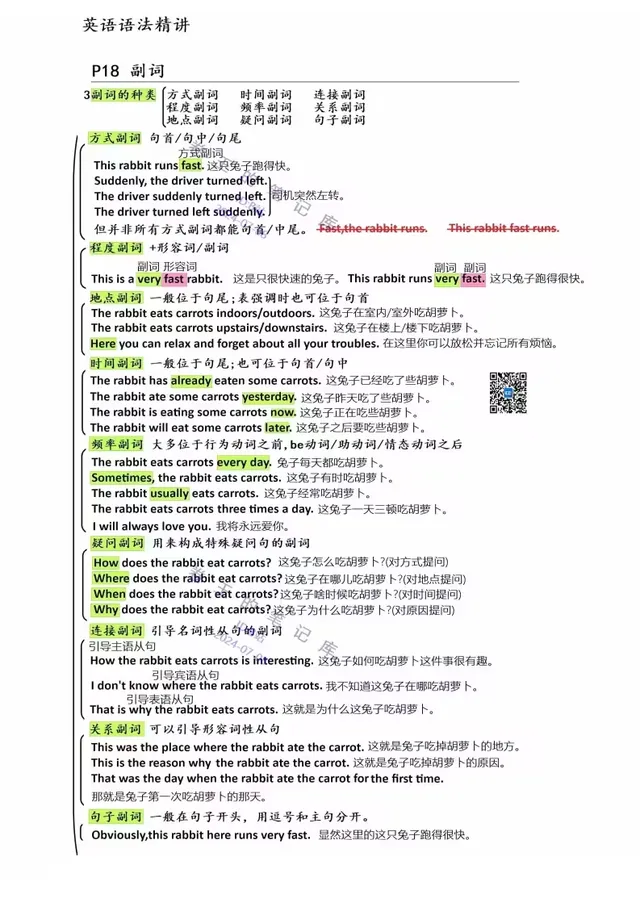 英语语法精讲
P18 副词
3副词的种类 方式副词 时间副词 连接副词
程度副词 频率副词 关系副词
地点副词 疑问副词 句子副词
方式副词 句首/句中/句尾
方式副词
This rabbit runs fast. 这只兔子跑得快。
Suddenly, the driver turned left.
The driver suddenly turned left. 司机突然左转。
The driver turned left suddenly.
但并非所有方式副词都能句首/中尾。 Fast,the rabbit runs. This rabbit fast runs.
程度副词 +形容词/副词
副词 形容词 副词 副词
This is a very fast rabbit. 这是只很快速的兔子。 This rabbit runs very fast. 这只兔子跑得很快。
地点副词 一般位于句尾;表强调时也可位于句首
The rabbit eats carrots indoors/outdoors. 这兔子在室内/室外吃胡萝卜。
The rabbit eats carrots upstairs/downstairs. 这兔子在楼上/楼下吃胡萝卜。
Here you can relax and forget about all your troubles. 在这里你可以放松并忘记所有烦恼。
时间副词 一般位于句尾;也可位于句首/句中
The rabbit has already eaten some carrots. 这兔子已经吃了些胡萝卜。
The rabbit ate some carrots yesterday. 这兔子昨天吃了些胡萝卜。
The rabbit is eating some carrots now. 这兔子正在吃些胡萝卜。
The rabbit will eat some carrots later. 这兔子之后要吃些胡萝卜。
频率副词 大多位于行为动词之前,be动词/助动词/情态动词之后
The rabbit eats carrots every day. 兔子每天都吃胡萝卜。
Sometimes, the rabbit eats carrots. 这兔子有时吃胡萝卜。
The rabbit usually eats carrots. 这兔子经常吃胡萝卜。
The rabbit eats carrots three times a day. 这兔子一天三顿吃胡萝卜。
I will always love you. 我将永远爱你。
疑问副词 用来构成特殊疑问句的副词
How does the rabbit eat carrots? 这兔子怎么吃胡萝卜?(对方式提问)
Where does the rabbit eat carrots? 这兔子在哪儿吃胡萝卜?(对地点提问)
When does the rabbit eat carrots? 这兔子啥时候吃胡萝卜?(对时间提问)
Why does the rabbit eat carrots? 这兔子为什么吃胡萝卜?(对原因提问)
连接副词 引导名词性从句的副词
引导主语从句
How the rabbit eats carrots is interesting. 这兔子如何吃胡萝卜这件事很有趣。
引导宾语从句
I don't know where the rabbit eats carrots. 我不知道这兔子在哪吃胡萝卜。
引导表语从句
That is why the rabbit eats carrots. 这就是为什么这兔子吃胡萝卜。
关系副词 可以引导形容词性从句
This was the place where the rabbit ate the carrot. 这就是兔子吃掉胡萝卜的地方。
This is the reason why the rabbit ate the carrot. 这就是兔子吃掉胡萝卜的原因。
That was the day when the rabbit ate the carrot for the first time.
那就是兔子第一次吃胡萝卜的那天。
句子副词 一般在句子开头，用逗号和主句分开。
Obviously,this rabbit here runs very fast. 显然这里的这只兔子跑得很快。